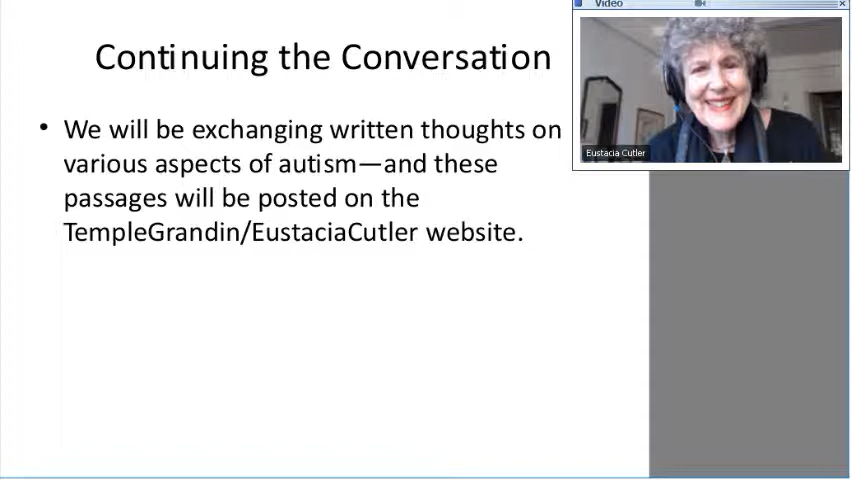 Video
Continuing the Conversation
• We will be exchanging written thoughts on
various aspects of autism—and these
passages will be posted on the
TempleGrandin/EustaciaCutler website.
Eustacia Cutler